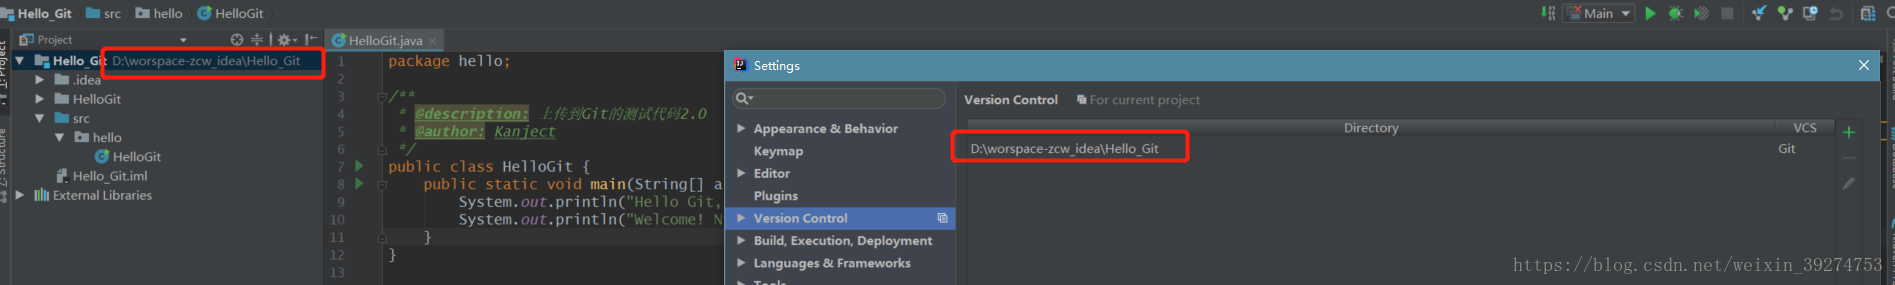 Hello_Git src hello HelloGit Main
Project HelloGit.java
1: Project
Hello_Git D:\worspace-zcw_idea\Hello_Git
.idea
HelloGit
src
hello
HelloGit
Hello_Git.iml
External Libraries
Z: Structure
1 package hello;
2
3 /**
4 * @description: 上传到Git的测试代码2.0
5 * @author: Kanject
6 */
7 public class HelloGit {
8 public static void main(String[] a
9 System.out.println("Hello Git,
10 System.out.println("Welcome! N
11 }
12 }
13
Settings
Appearance & Behavior
Keymap
Editor
Plugins
Version Control
Build, Execution, Deployment
Languages & Frameworks
Tools
Version Control For current project
Directory VCS
D:\worspace-zcw_idea\Hello_Git Git
https://blog.csdn.net/weixin_39274753